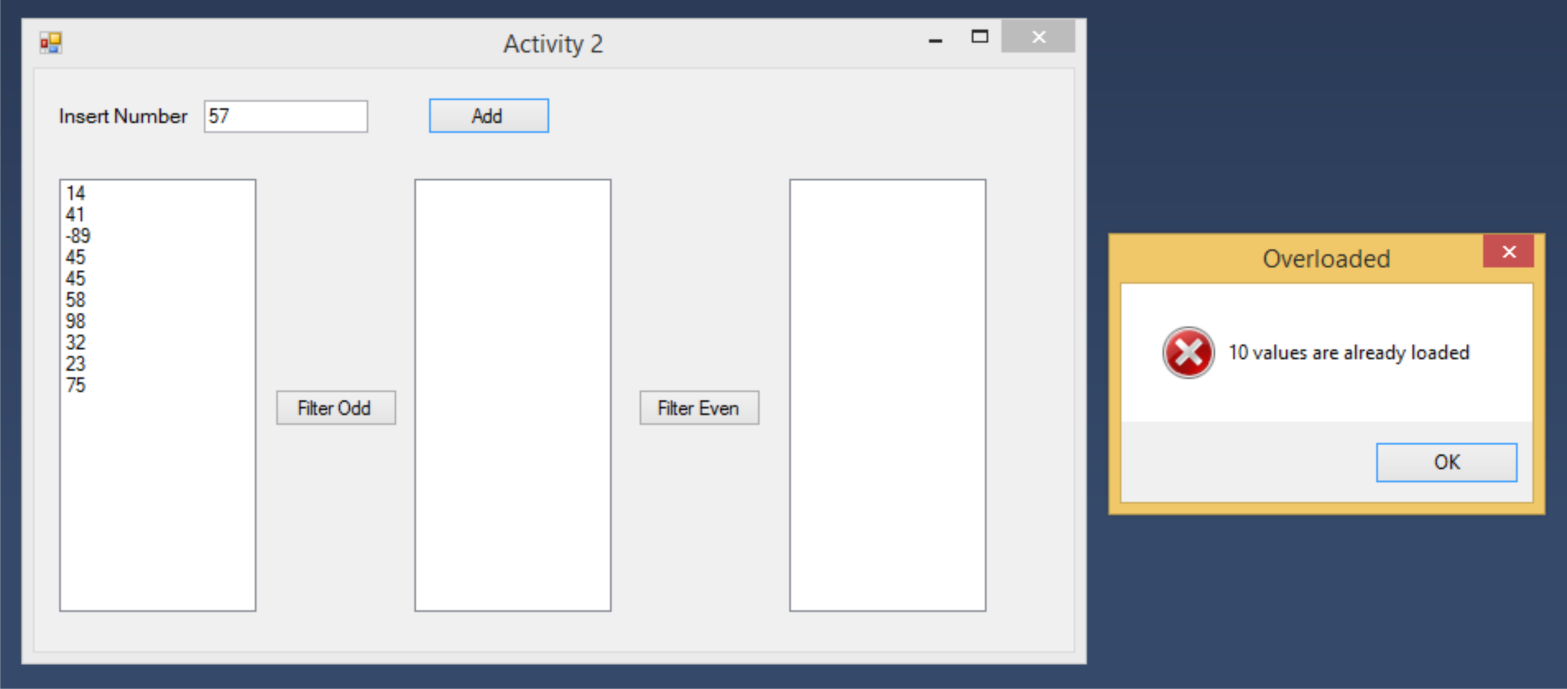 Activity 2
Insert Number 57 Add
14
41
-89
45
45
58
98
32
23
75
Filter Odd
Filter Even
Overloaded
10 values are already loaded
OK